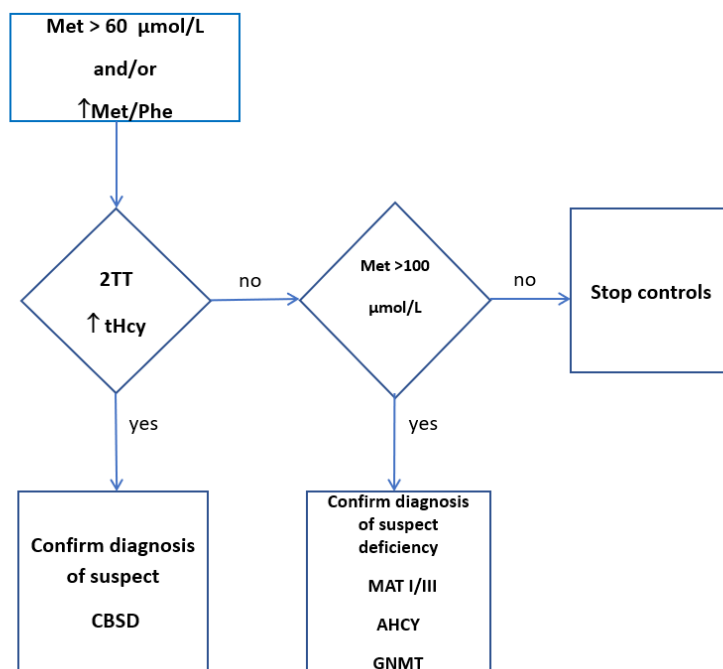 Met > 60 µmol/L
and/or
↑Met/Phe
2TT
↑ tHcy
no
Met >100
µmol/L
no
Stop controls
yes
yes
Confirm diagnosis
of suspect
CBSD
Confirm diagnosis
of suspect
deficiency
MAT I/III
AHCY
GNMT